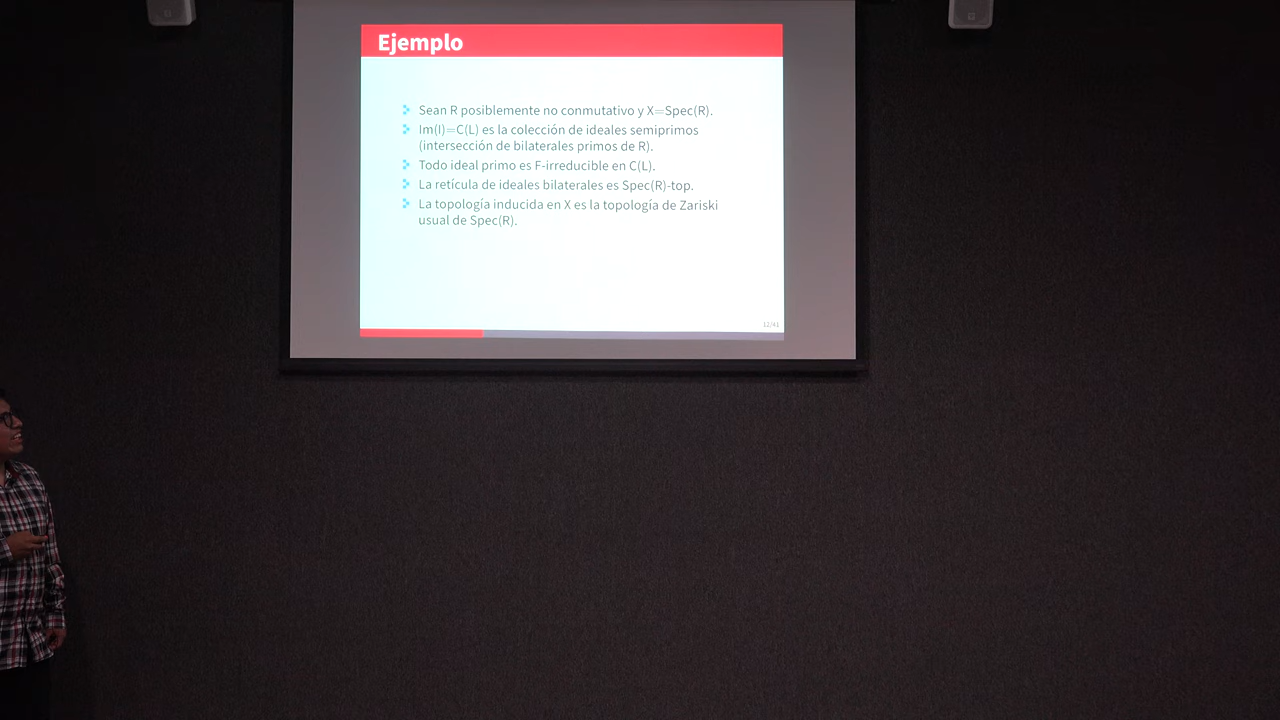 Ejemplo
Sean R posiblemente no conmutativo y X=Spec(R).
Im(I)=C(L) es la colección de ideales semiprimos
(intersección de bilaterales primos de R).
Todo ideal primo es F-irreducible en C(L).
La retícula de ideales bilaterales es Spec(R)-top.
La topología inducida en X es la topología de Zariski
usual de Spec(R).
12/41